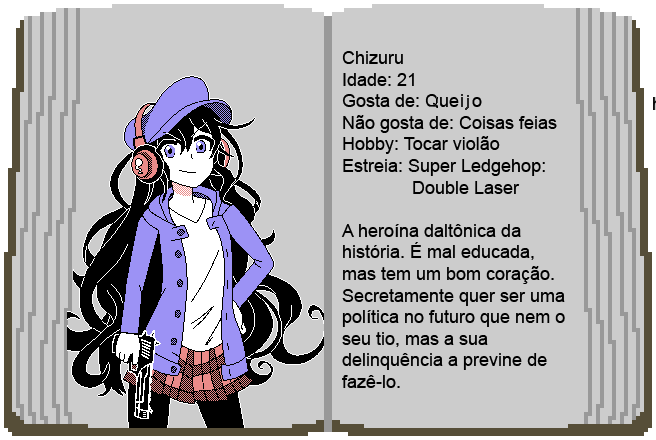 Chizuru
Idade: 21
Gosta de: Queijo
Não gosta de: Coisas feias
Hobby: Tocar violão
Estreia: Super Ledgehop:
Double Laser
A heroína daltônica da
história. É mal educada,
mas tem um bom coração.
Secretamente quer ser uma
política no futuro que nem o
seu tio, mas a sua
delinquência a previne de
fazê-lo.